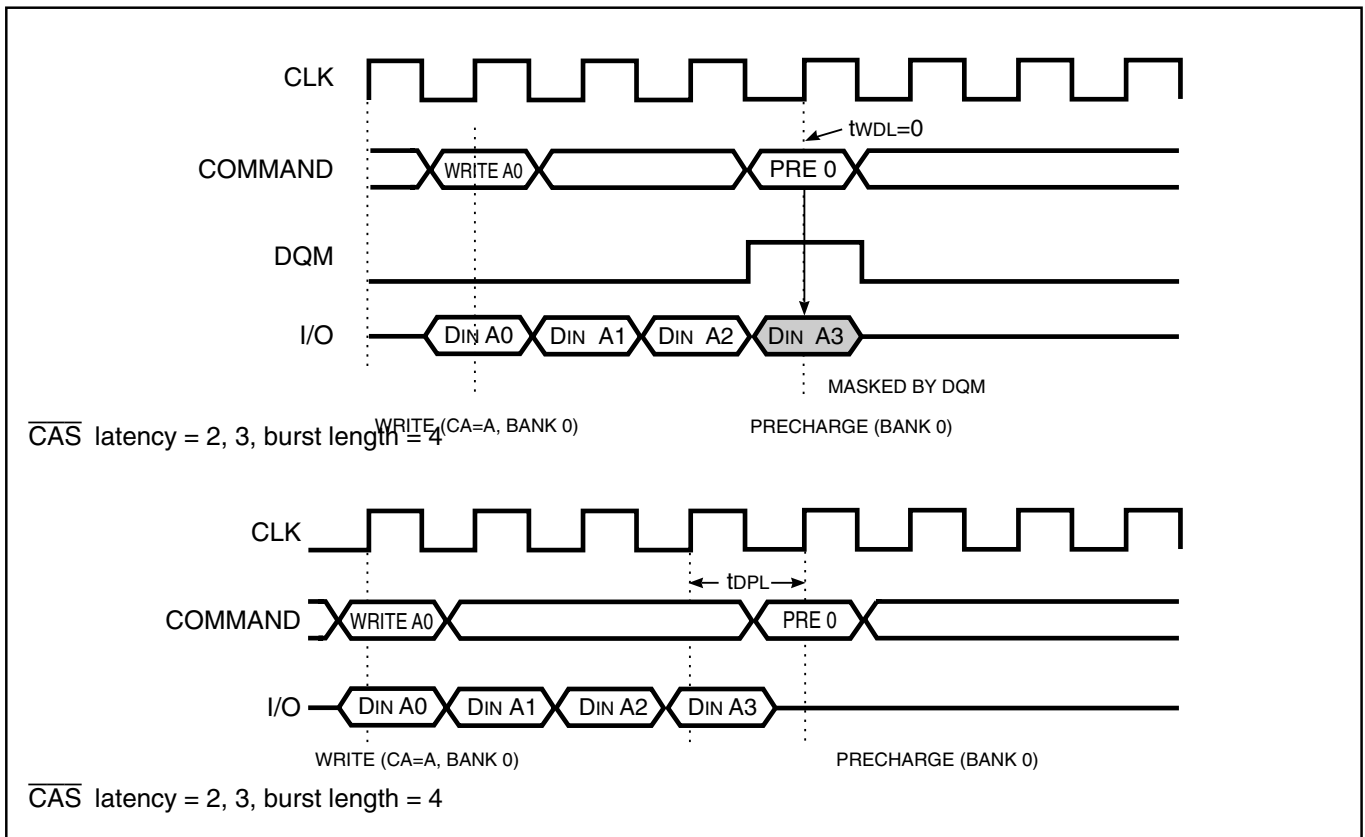 CLK
tWDL=0
COMMAND WRITE A0 PRE 0
DQM
I/O DIN A0 DIN A1 DIN A2 DIN A3
MASKED BY DQM
WRITE (CA=A, BANK 0) PRECHARGE (BANK 0)
CAS latency = 2, 3, burst length = 4
CLK
tDPL
COMMAND WRITE A0 PRE 0
I/O DIN A0 DIN A1 DIN A2 DIN A3
WRITE (CA=A, BANK 0) PRECHARGE (BANK 0)
CAS latency = 2, 3, burst length = 4